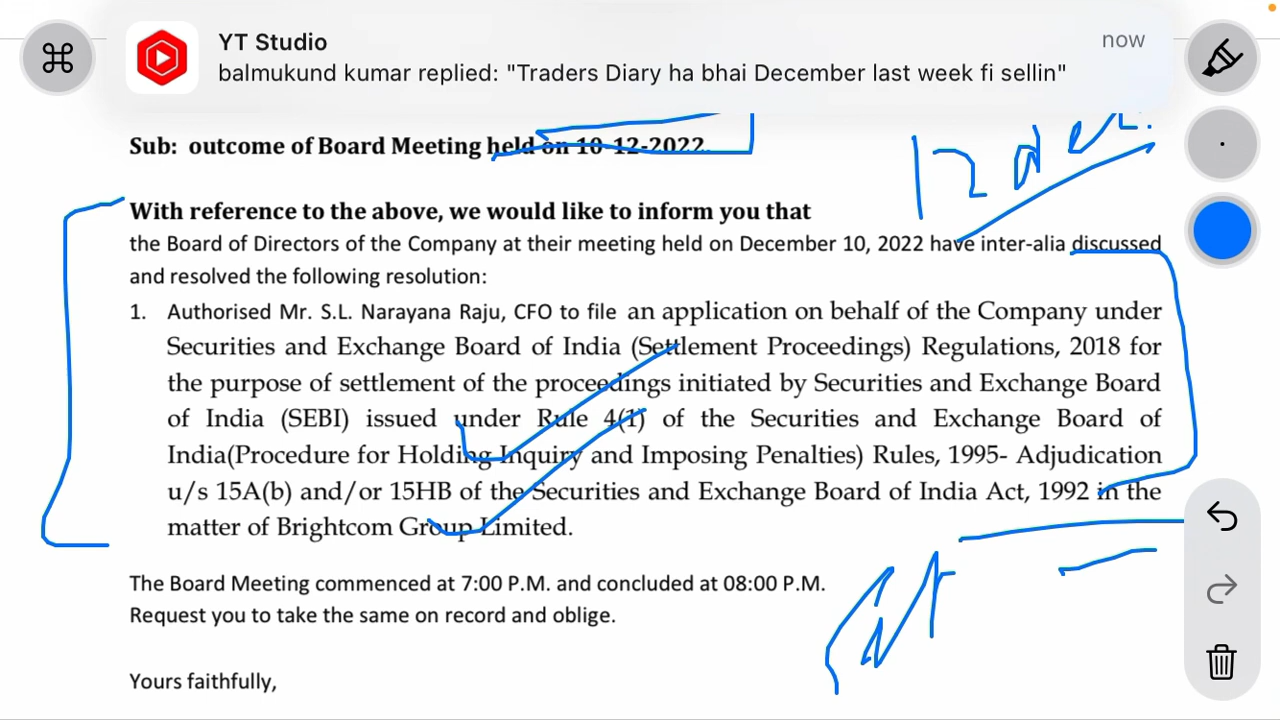 YT Studio
now
balmukund kumar replied: "Traders Diary ha bhai December last week fi sellin"
Sub: outcome of Board Meeting held on 10-12-2022.
12 dec.
With reference to the above, we would like to inform you that
the Board of Directors of the Company at their meeting held on December 10, 2022 have inter-alia discussed
and resolved the following resolution:
1. Authorised Mr. S.L. Narayana Raju, CFO to file an application on behalf of the Company under
Securities and Exchange Board of India (Settlement Proceedings) Regulations, 2018 for
the purpose of settlement of the proceedings initiated by Securities and Exchange Board
of India (SEBI) issued under Rule 4(1) of the Securities and Exchange Board of
India(Procedure for Holding Inquiry and Imposing Penalties) Rules, 1995- Adjudication
u/s 15A(b) and/or 15HB of the Securities and Exchange Board of India Act, 1992 in the
matter of Brightcom Group Limited.
The Board Meeting commenced at 7:00 P.M. and concluded at 08:00 P.M.
Request you to take the same on record and oblige.
Yours faithfully,